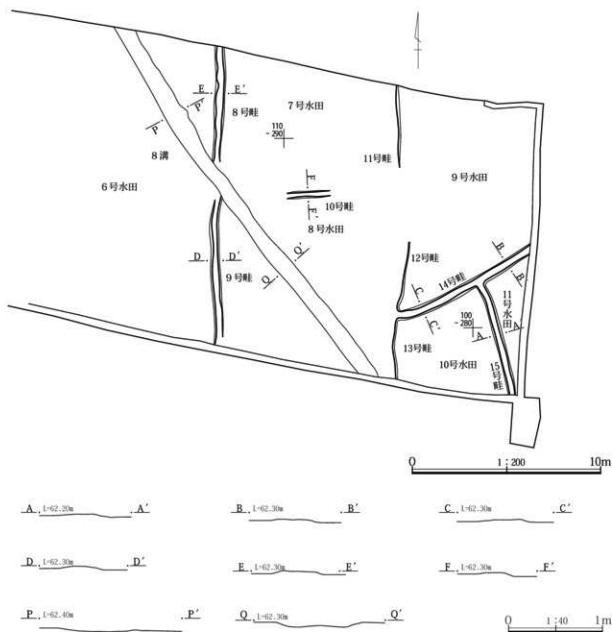 E
E'
8号畦
7号水田
P
P'
110
-290
8溝
11号畦
6号水田
9号水田
F
F'
10号畦
8号水田
D
D'
Q
Q'
9号畦
12号畦
14号畦
B
B'
C
C'
11号水田
100
-280
A
A'
13号畦
10号水田
15号畦
0
1:200
10m
A
L=62.20m
A'
B
L=62.30m
B'
C
L=62.30m
C'
D
L=62.30m
D'
E
L=62.30m
E'
F
L=62.30m
F'
P
L=62.40m
P'
Q
L=62.30m
Q'
0
1:40
1m